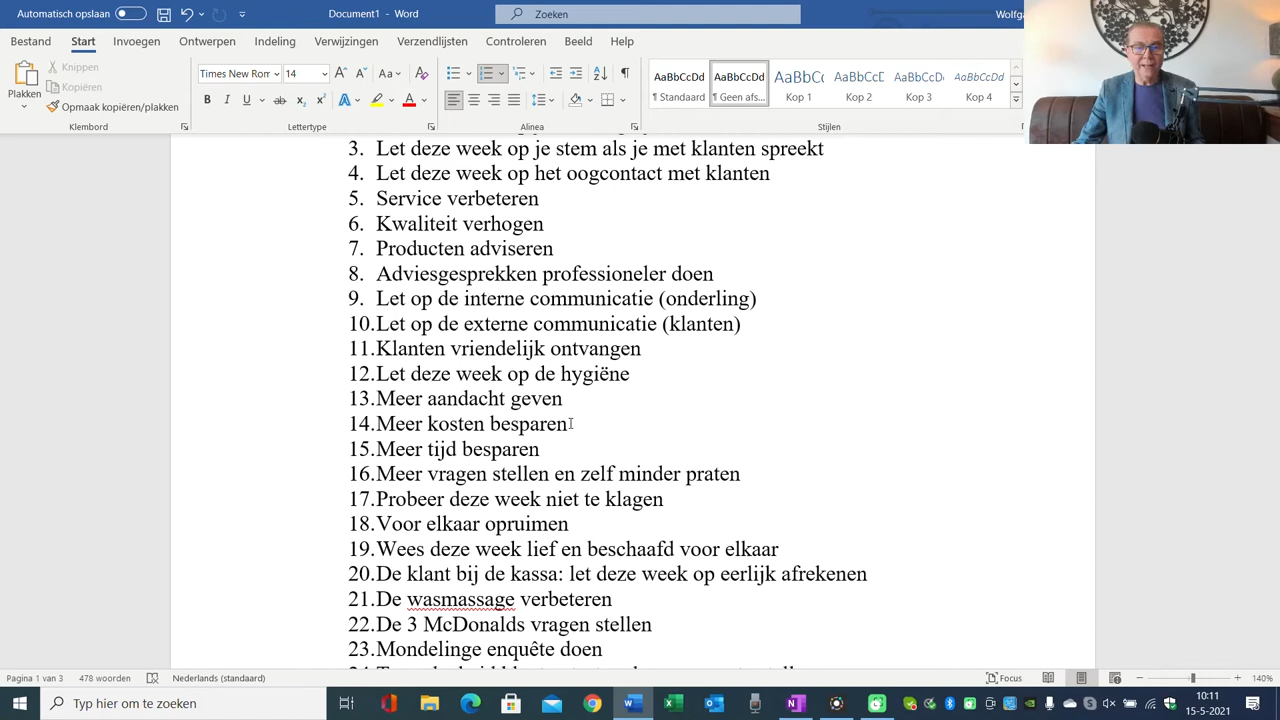 Automatisch opslaan
Zoeken
Wolfg
Bestand Start Invoegen Ontwerpen Indeling Verwijzingen Verzendlijsten Controleren Beeld Help
Plakken
Knippen
Kopiëren
Opmaak kopiëren/plakken
Klembord
Times New Rom 14
Lettertype
Alinea
AaBbCcDd AaBbCcDd AaBbCc AaBbCcE AaBbCcD AaBbCcDd
¶ Standaard ¶ Geen afs... Kop 1 Kop 2 Kop 3 Kop 4
Stijlen
3. Let deze week op je stem als je met klanten spreekt
4. Let deze week op het oogcontact met klanten
5. Service verbeteren
6. Kwaliteit verhogen
7. Producten adviseren
8. Adviesgesprekken professioneler doen
9. Let op de interne communicatie (onderling)
10. Let op de externe communicatie (klanten)
11. Klanten vriendelijk ontvangen
12. Let deze week op de hygiëne
13. Meer aandacht geven
14. Meer kosten besparen
15. Meer tijd besparen
16. Meer vragen stellen en zelf minder praten
17. Probeer deze week niet te klagen
18. Voor elkaar opruimen
19. Wees deze week lief en beschaafd voor elkaar
20. De klant bij de kassa: let deze week op eerlijk afrekenen
21. De wasmassage verbeteren
22. De 3 McDonalds vragen stellen
23. Mondelinge enquête doen
Pagina 1 van 3 478 woorden Nederlands (standaard) Focus 140%
Typ hier om te zoeken
10:11
15-5-2021